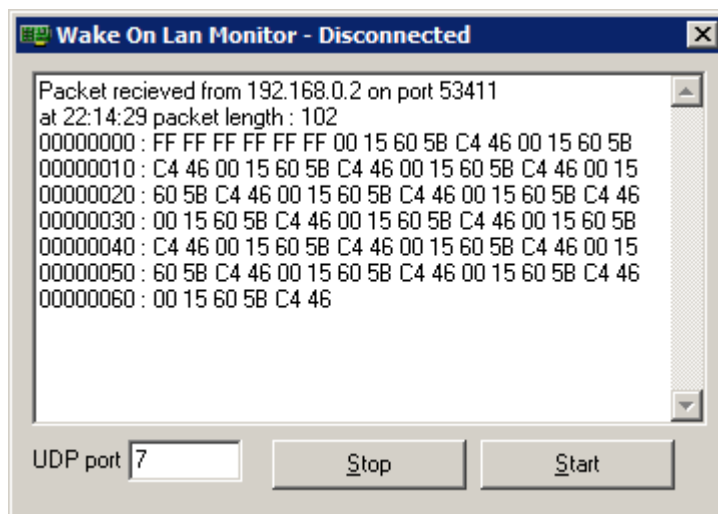 Wake On Lan Monitor - Disconnected
Packet recieved from 192.168.0.2 on port 53411
at 22:14:29 packet length : 102
00000000 : FF FF FF FF FF FF 00 15 60 5B C4 46 00 15 60 5B
00000010 : C4 46 00 15 60 5B C4 46 00 15 60 5B C4 46 00 15
00000020 : 60 5B C4 46 00 15 60 5B C4 46 00 15 60 5B C4 46
00000030 : 00 15 60 5B C4 46 00 15 60 5B C4 46 00 15 60 5B
00000040 : C4 46 00 15 60 5B C4 46 00 15 60 5B C4 46 00 15
00000050 : 60 5B C4 46 00 15 60 5B C4 46 00 15 60 5B C4 46
00000060 : 00 15 60 5B C4 46
UDP port 7 Stop Start